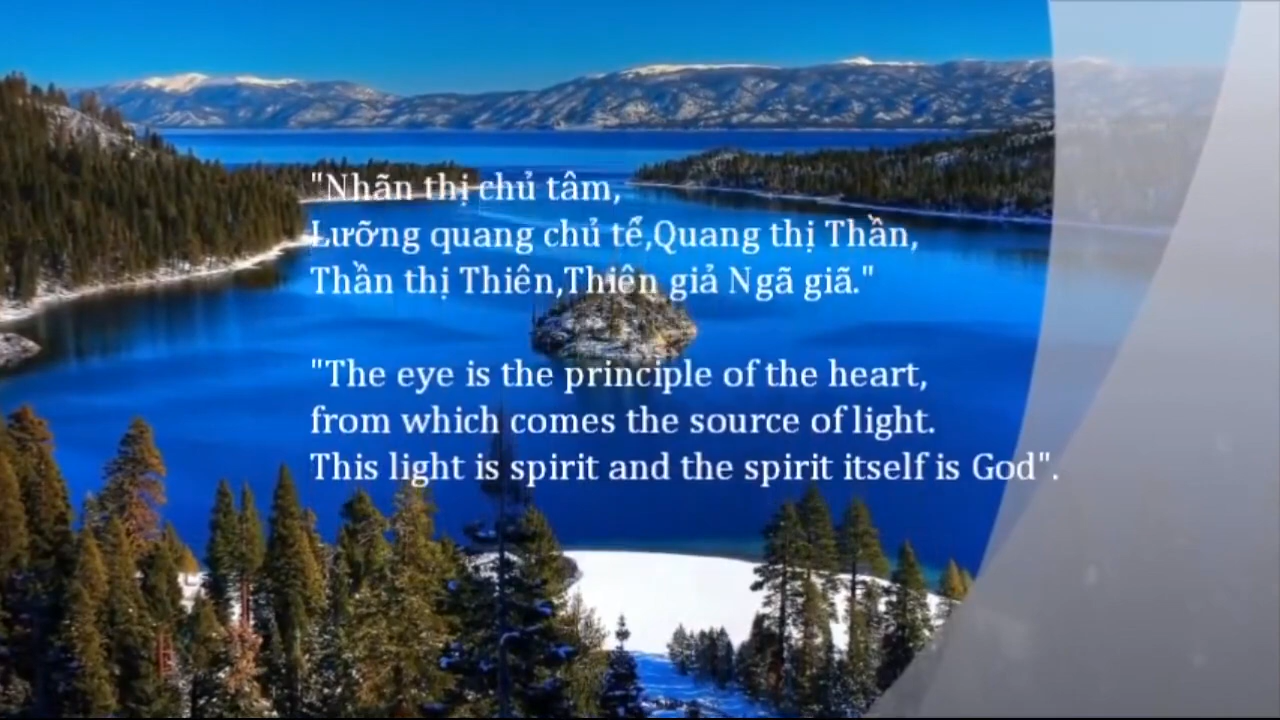 "Nhãn thị chủ tâm,
Lưỡng quang chủ tể,Quang thị Thần,
Thần thị Thiên,Thiên giả Ngã giã."
"The eye is the principle of the heart,
from which comes the source of light.
This light is spirit and the spirit itself is God".